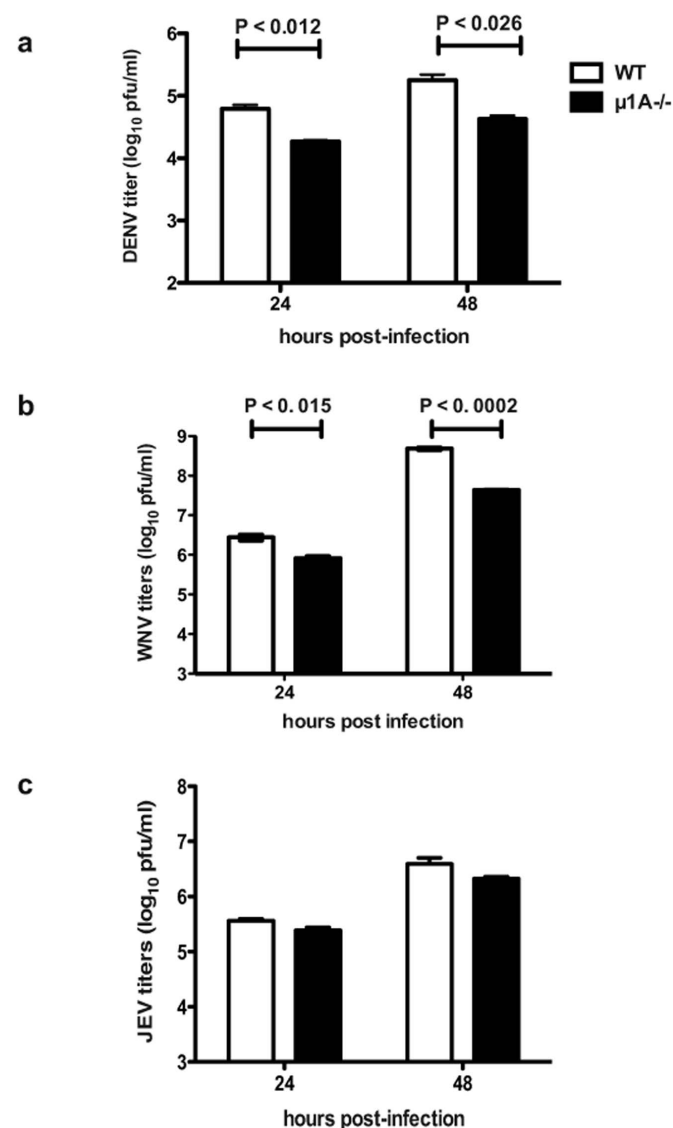 a
P < 0.012
P < 0.026
WT
µ1A-/-
DENV titer (log10 pfu/ml)
6
5
4
3
2
24
48
hours post-infection
b
P < 0. 015
P < 0. 0002
WNV titers (log10 pfu/ml)
9
8
7
6
5
4
3
24
48
hours post infection
c
JEV titers (log10 pfu/ml)
8
7
6
5
4
3
24
48
hours post-infection